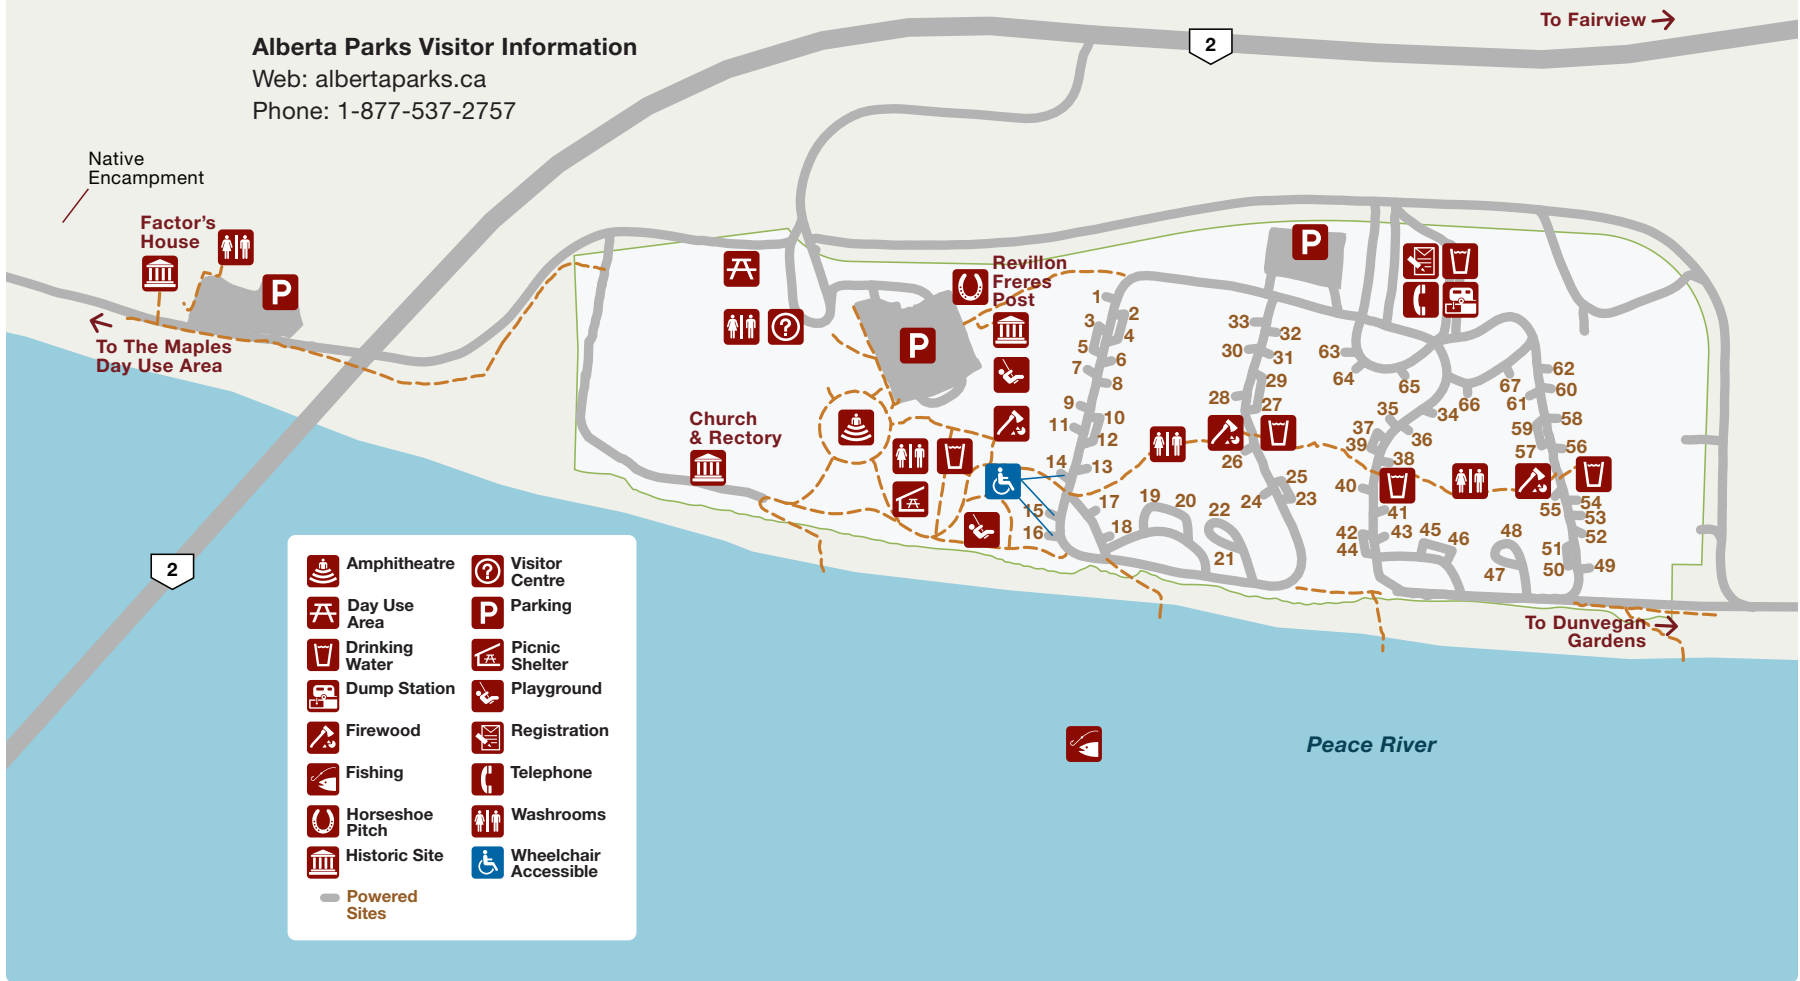 To Fairview
2
Alberta Parks Visitor Information
Web: albertaparks.ca
Phone: 1-877-537-2757
Native
Encampment
Factor's
House
P
To The Maples
Day Use Area
?
P
Revillon
Freres
Post
Church
& Rectory
P
1
2
3
4
5
6
7
8
9
10
11
12
13
14
15
16
17
18
19
20
21
22
23
24
25
26
27
28
29
30
31
32
33
34
35
36
37
38
39
40
41
42
43
44
45
46
47
48
49
50
51
52
53
54
55
56
57
58
59
60
61
62
63
64
65
66
67
To Dunvegan
Gardens
Peace River
2
Amphitheatre
Day Use
Area
Drinking
Water
Dump Station
Firewood
Fishing
Horseshoe
Pitch
Historic Site
Powered
Sites
?
Visitor
Centre
P
Parking
Picnic
Shelter
Playground
Registration
Telephone
Washrooms
Wheelchair
Accessible